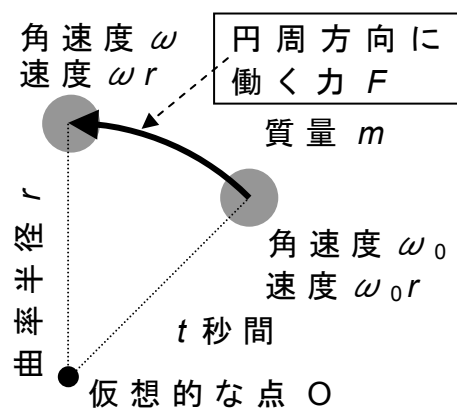 角速度 ω
速度 ωr
円周方向に
働く力 F
質量 m
曲率半径 r
角速度 ω₀
速度 ω₀r
t 秒間
仮想的な点 O